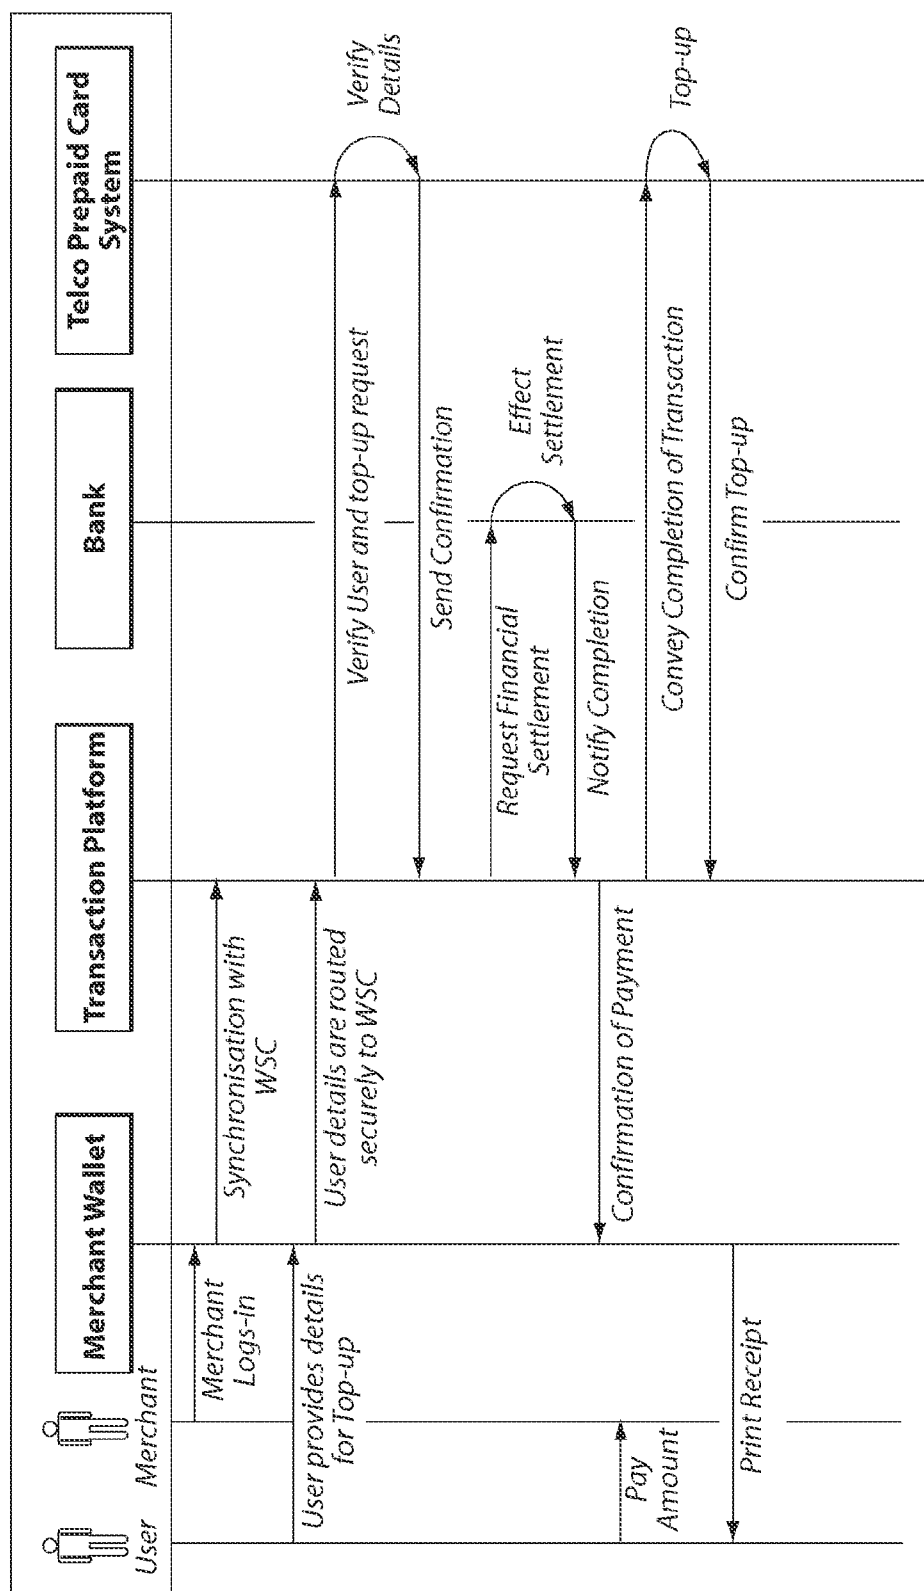 User
Merchant
Merchant Wallet
Transaction Platform
Bank
Telco Prepaid Card
System
Merchant
Logs-in
Synchronisation with
WSC
User provides details
for Top-up
User details are routed
securely to WSC
Verify User and top-up request
Verify
Details
Send Confirmation
Request Financial
Settlement
Effect
Settlement
Notify Completion
Confirmation of Payment
Pay
Amount
Convey Completion of Transaction
Top-up
Confirm Top-up
Print Receipt